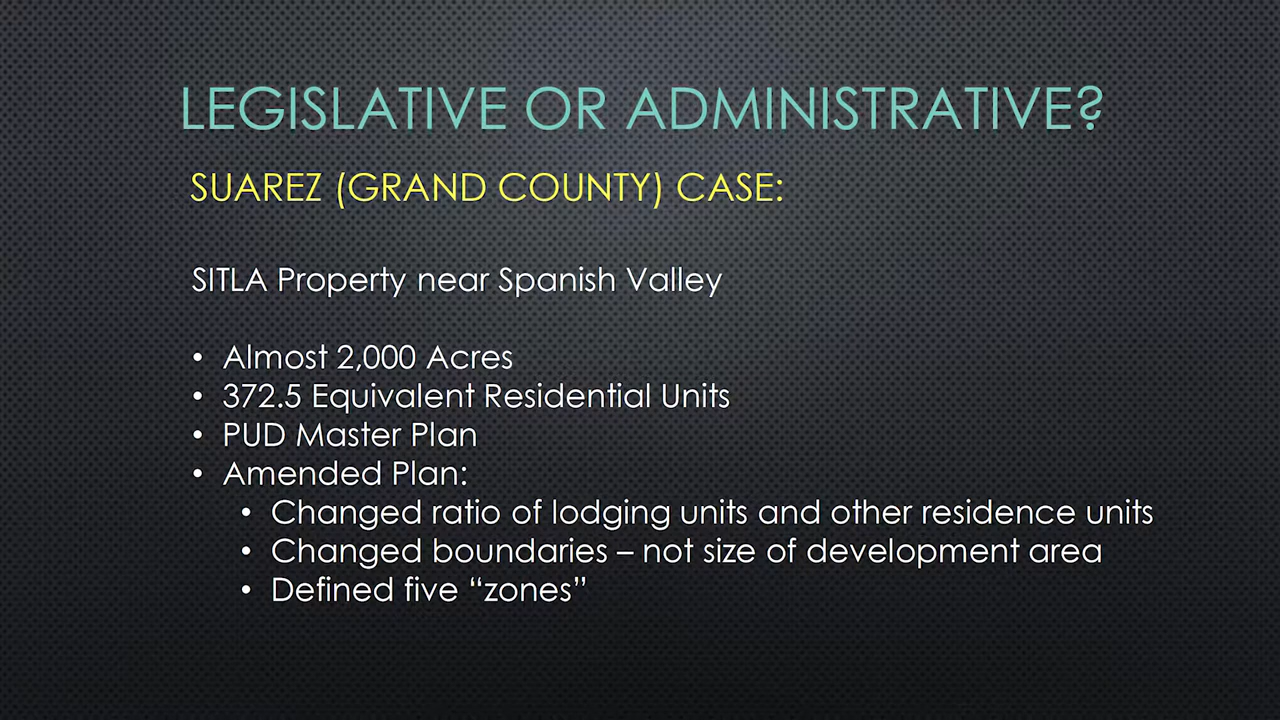 LEGISLATIVE OR ADMINISTRATIVE?
SUAREZ (GRAND COUNTY) CASE:
SITLA Property near Spanish Valley
• Almost 2,000 Acres
• 372.5 Equivalent Residential Units
• PUD Master Plan
• Amended Plan:
• Changed ratio of lodging units and other residence units
• Changed boundaries – not size of development area
• Defined five “zones”